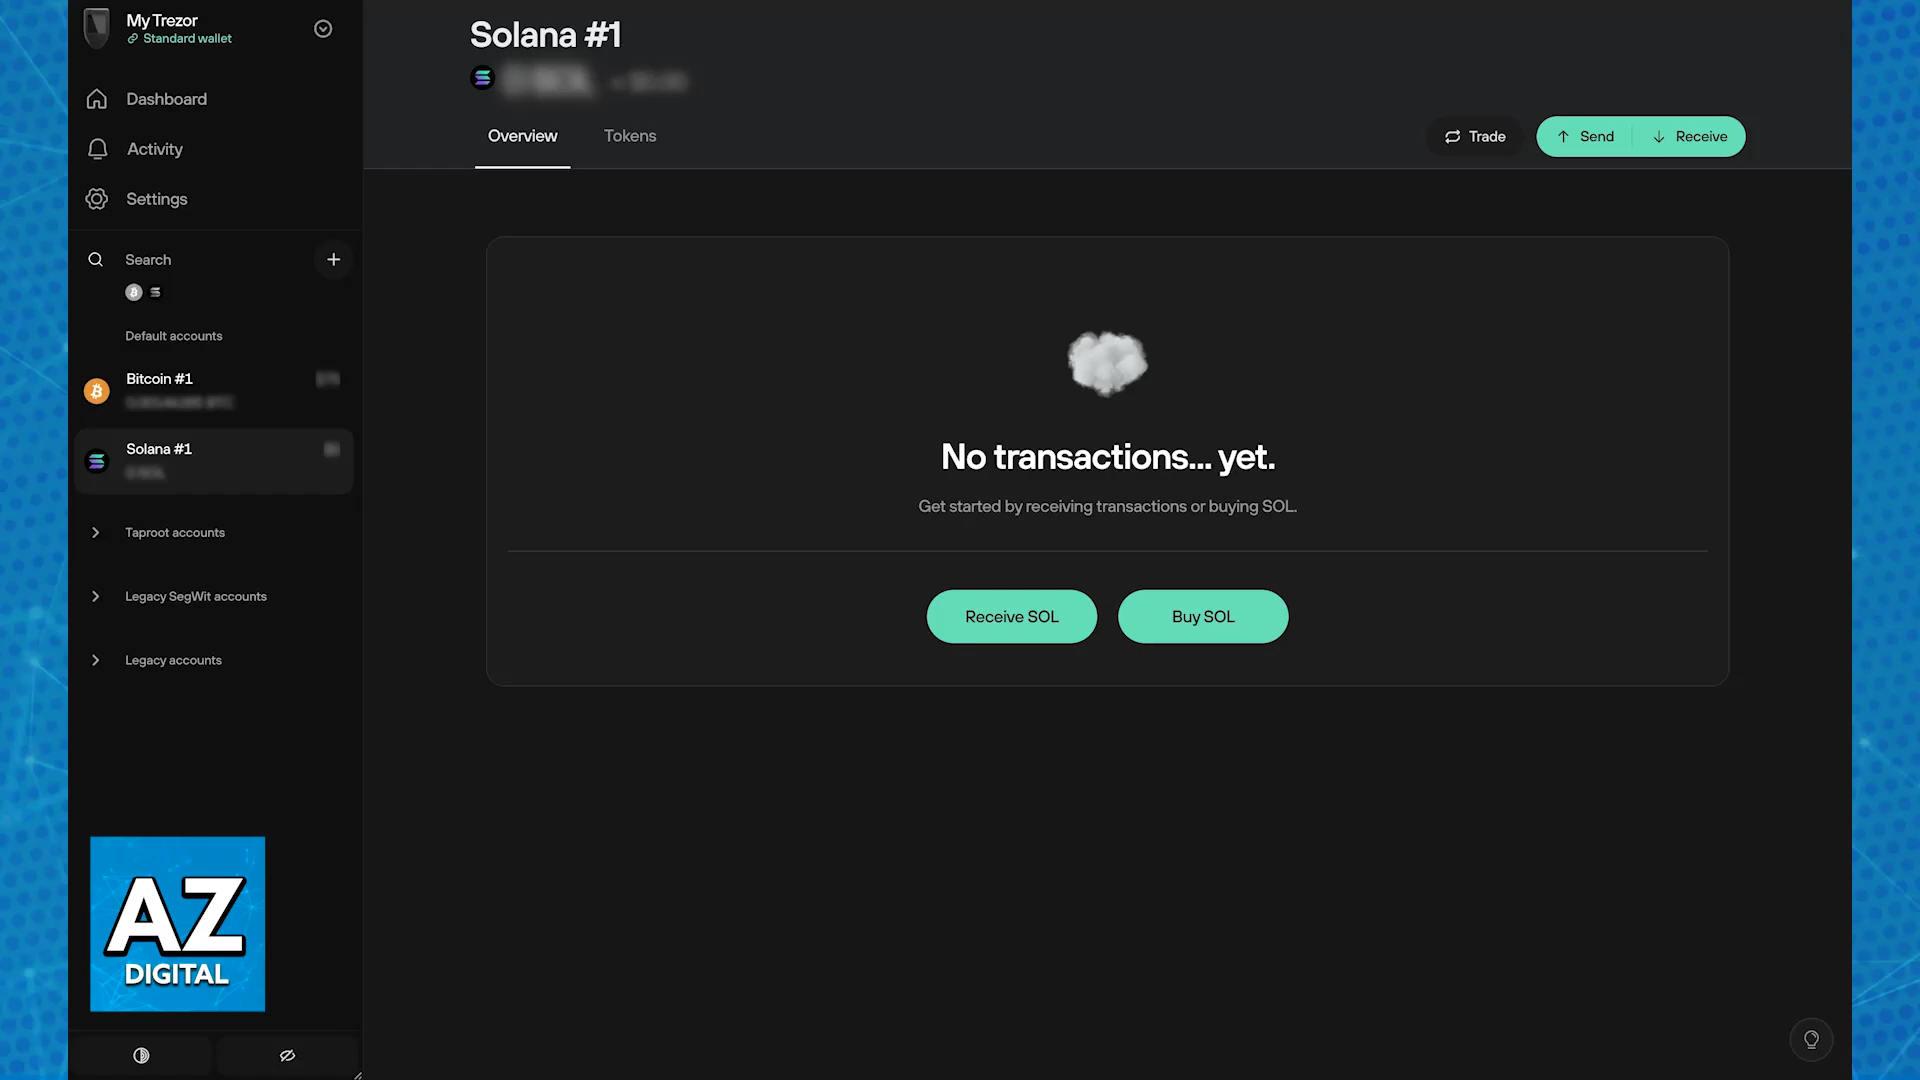 My Trezor
Standard wallet
Dashboard
Activity
Settings
Search
Default accounts
Bitcoin #1
Solana #1
Taproot accounts
Legacy SegWit accounts
Legacy accounts
AZ
DIGITAL
Solana #1
Overview
Tokens
Trade
Send
Receive
No transactions... yet.
Get started by receiving transactions or buying SOL.
Receive SOL
Buy SOL